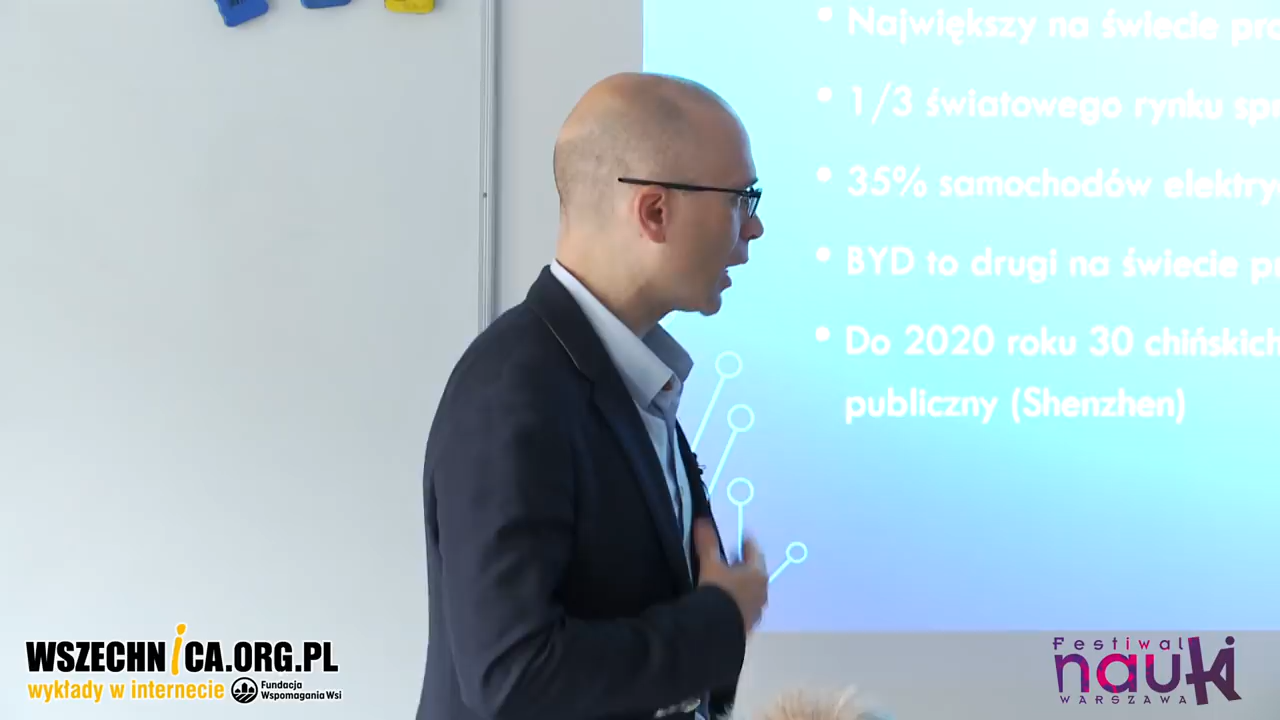 Największy na świecie
1/3 światowego rynku
35% samochodów
BYD to drugi na świecie
Do 2020 roku 30 chińskich
publiczny (Shenzhen)
WSZECHNICA.ORG.PL
wykłady w internecie
Fundacja
Wspomagania Wsi
Festiwal
nauki
WARSZAWA